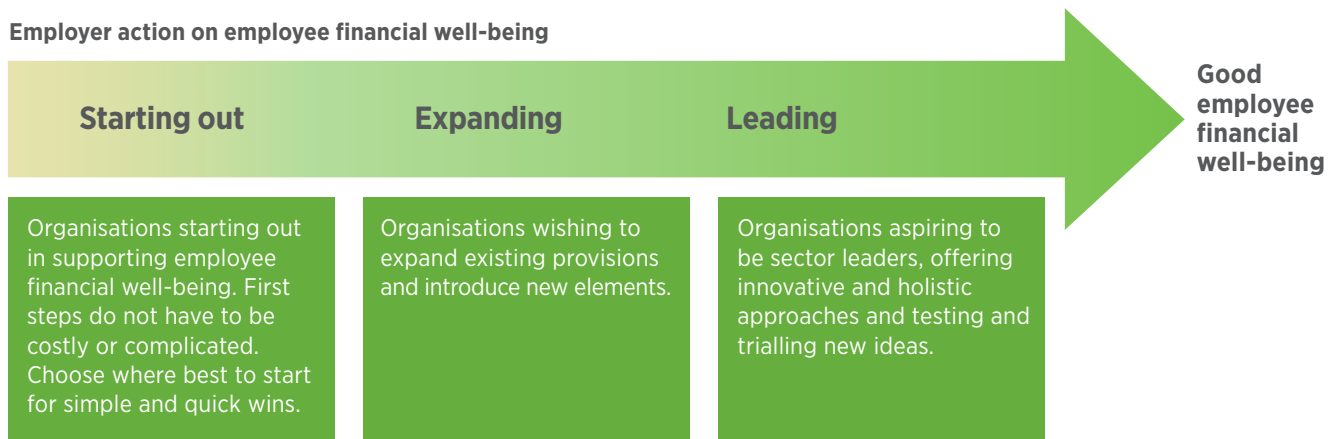 Employer action on employee financial well-being
Starting out
Expanding
Leading
Good
employee
financial
well-being
Organisations starting out
in supporting employee
financial well-being. First
steps do not have to be
costly or complicated.
Choose where best to start
for simple and quick wins.
Organisations wishing to
expand existing provisions
and introduce new elements.
Organisations aspiring to
be sector leaders, offering
innovative and holistic
approaches and testing and
trialling new ideas.